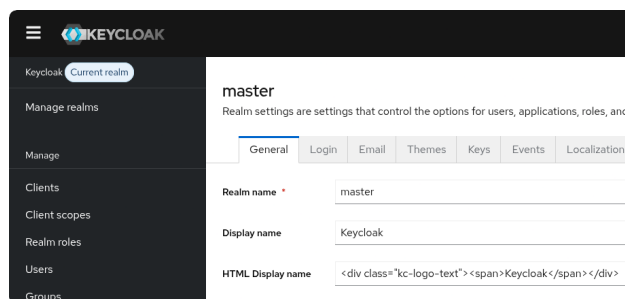 KEYCLOAK
Keycloak Current realm
Manage realms
Manage
Clients
Client scopes
Realm roles
Users
Groups
master
Realm settings are settings that control the options for users, applications, roles, and
General Login Email Themes Keys Events Localization
Realm name * master
Display name Keycloak
HTML Display name <div class="kc-logo-text"><span>Keycloak</span></div>